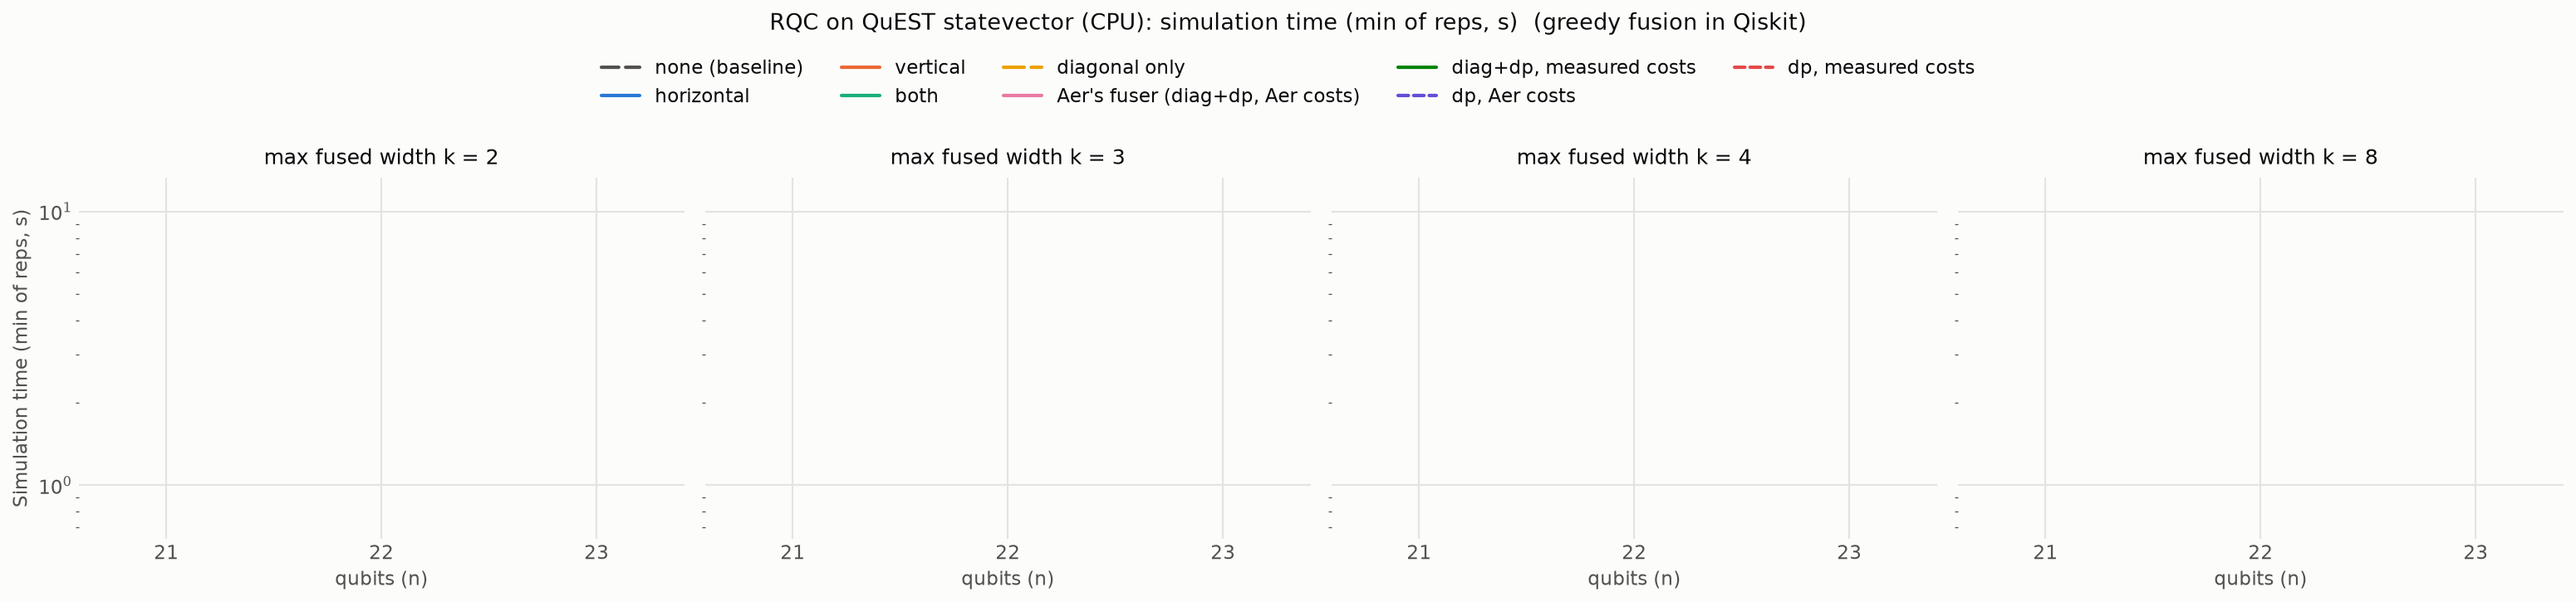 RQC on QuEST statevector (CPU): simulation time (min of reps, s)  (greedy fusion in Qiskit)
none (baseline) vertical diagonal only diag+dp, measured costs dp, measured costs
horizontal both Aer's fuser (diag+dp, Aer costs) dp, Aer costs
max fused width k = 2 max fused width k = 3 max fused width k = 4 max fused width k = 8
Simulation time (min of reps, s)
10¹
10⁰
21 22 23 21 22 23 21 22 23 21 22 23
qubits (n) qubits (n) qubits (n) qubits (n)